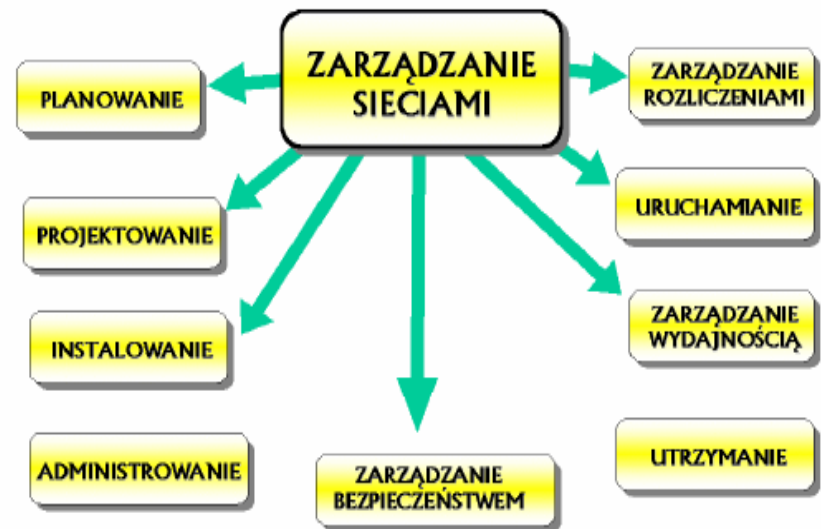 ZARZĄDZANIE
SIECIAMI
PLANOWANIE
ZARZĄDZANIE
ROZLICZENIAMI
PROJEKTOWANIE
URUCHAMIANIE
INSTALOWANIE
ZARZĄDZANIE
WYDAJNOŚCIĄ
ADMINISTROWANIE
ZARZĄDZANIE
BEZPIECZEŃSTWEM
UTRZYMANIE